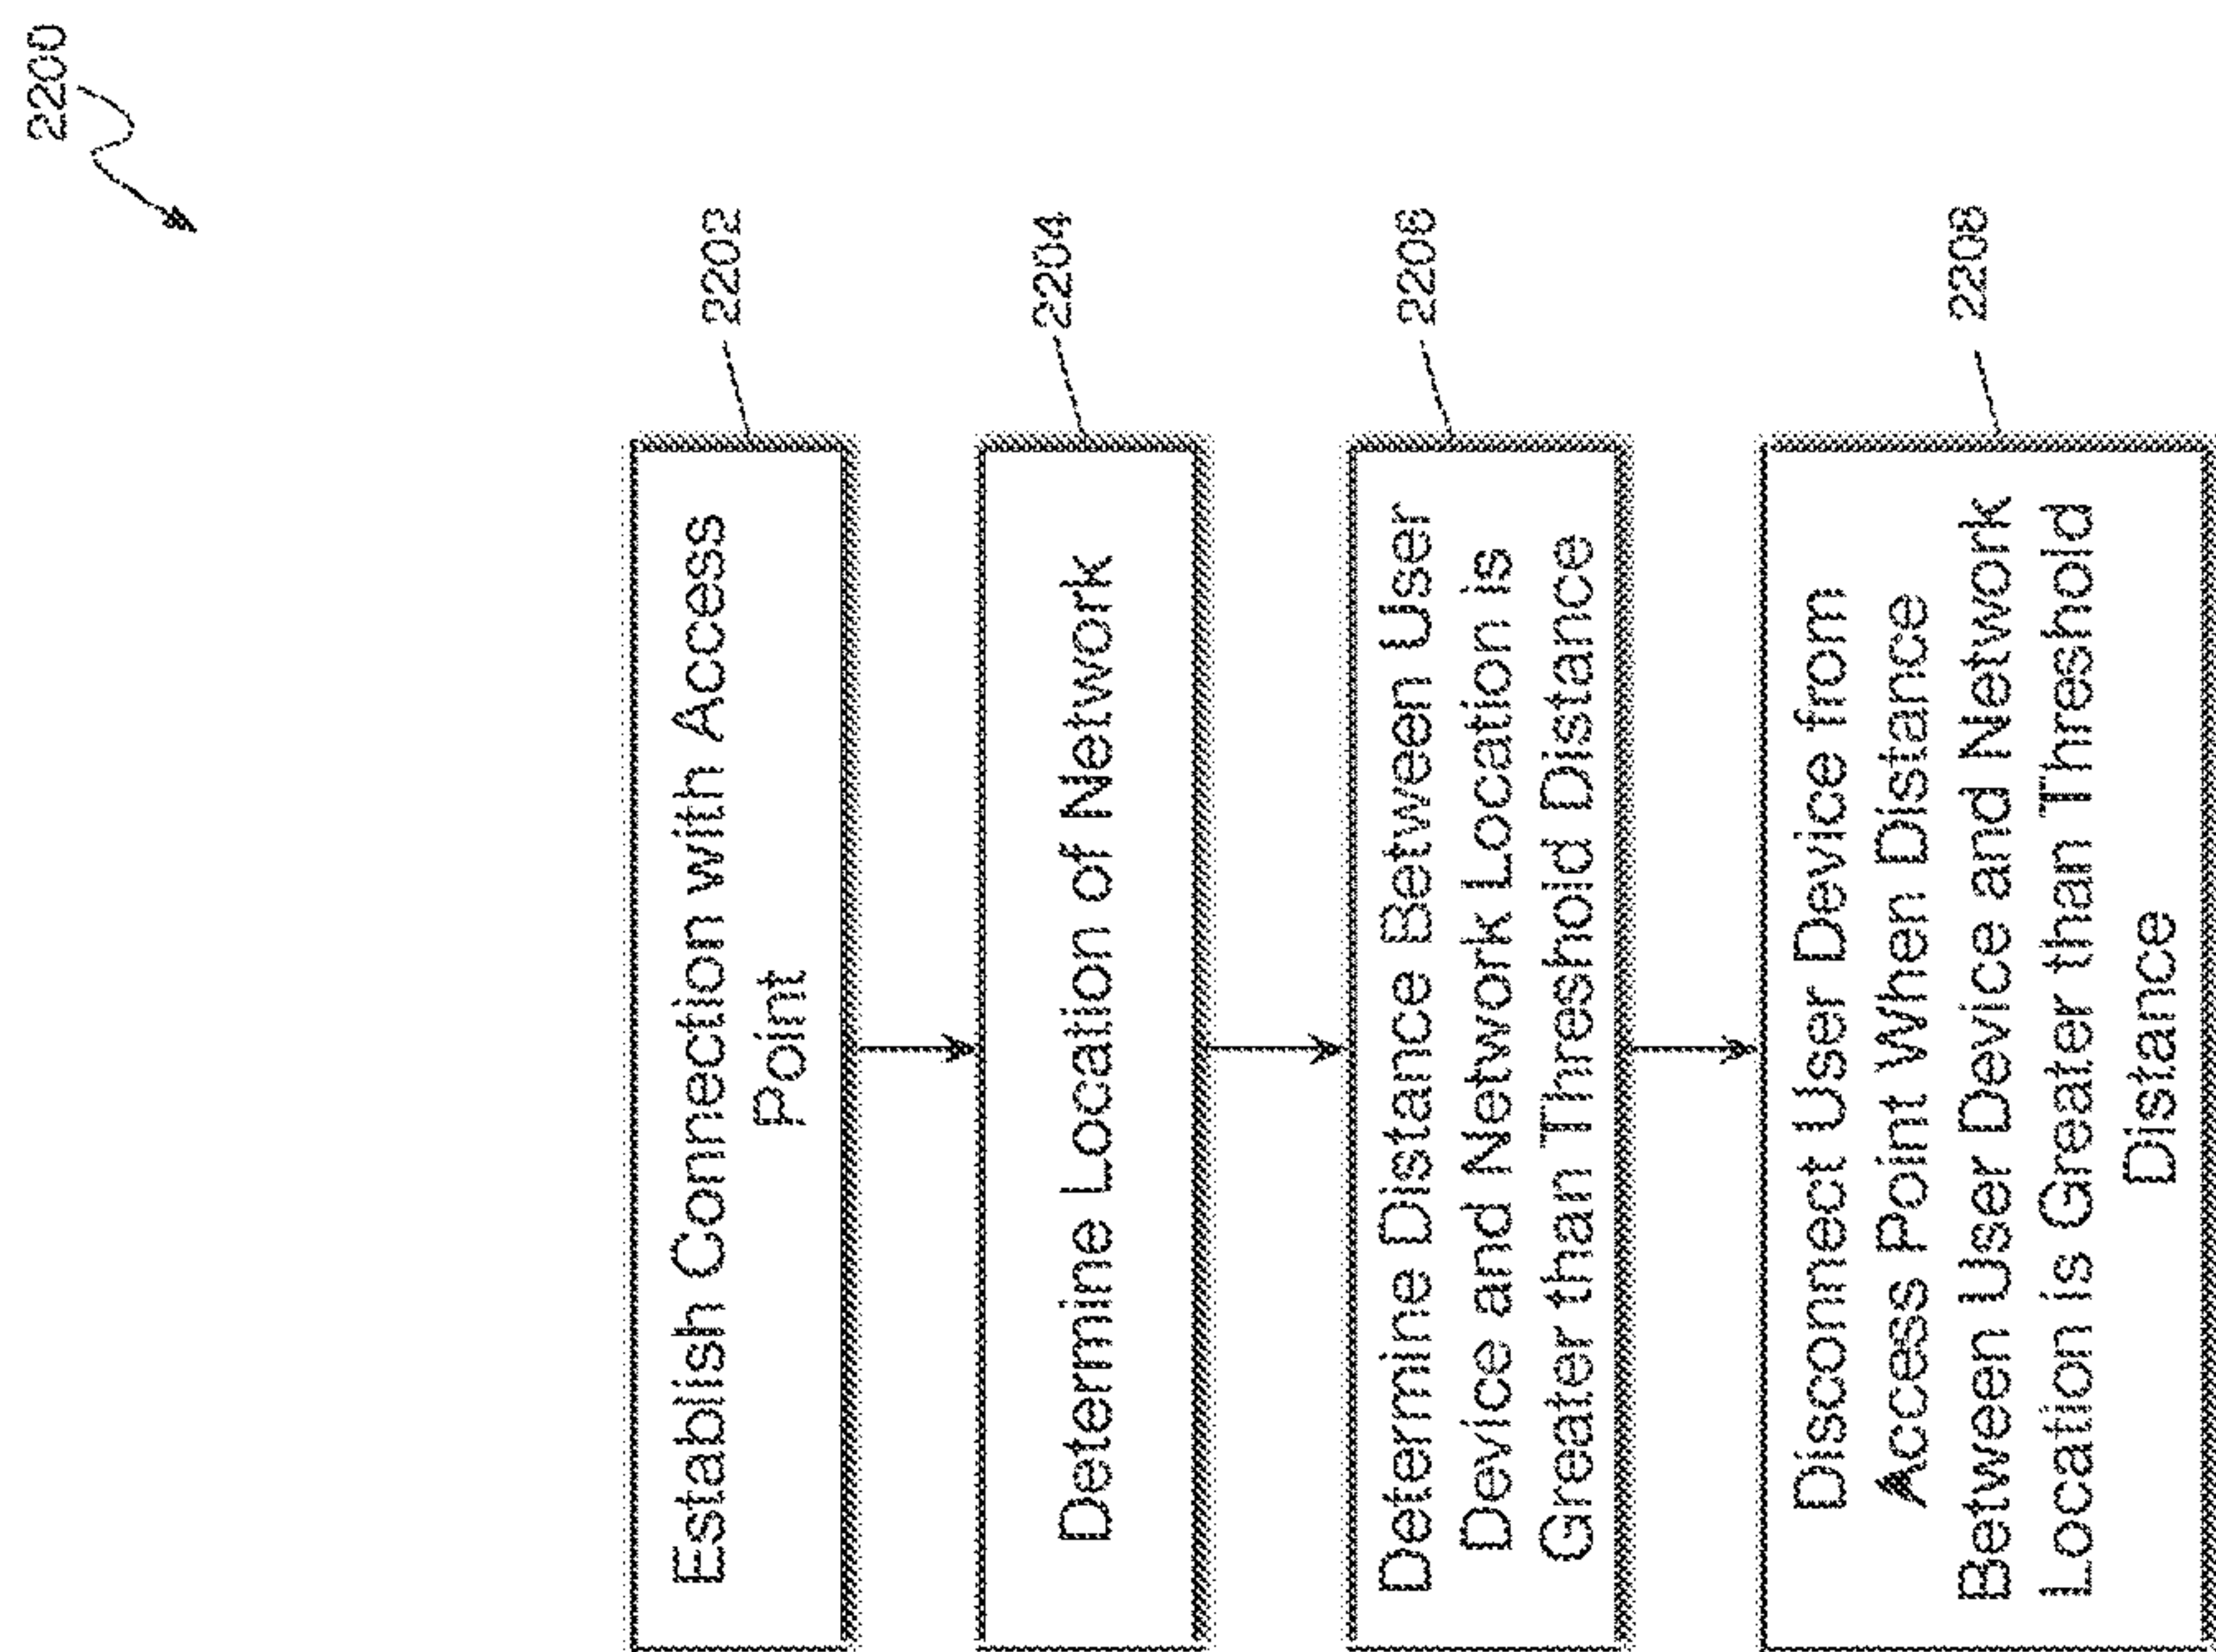 2200
Establish Connection with Access
Point
2202
Determine Location of Network
2204
Determine Distance Between User
Device and Network Location is
Greater than Threshold Distance
2206
Disconnect User Device from
Access Point When Distance
Between User Device and Network
Location is Greater than Threshold
Distance
2208